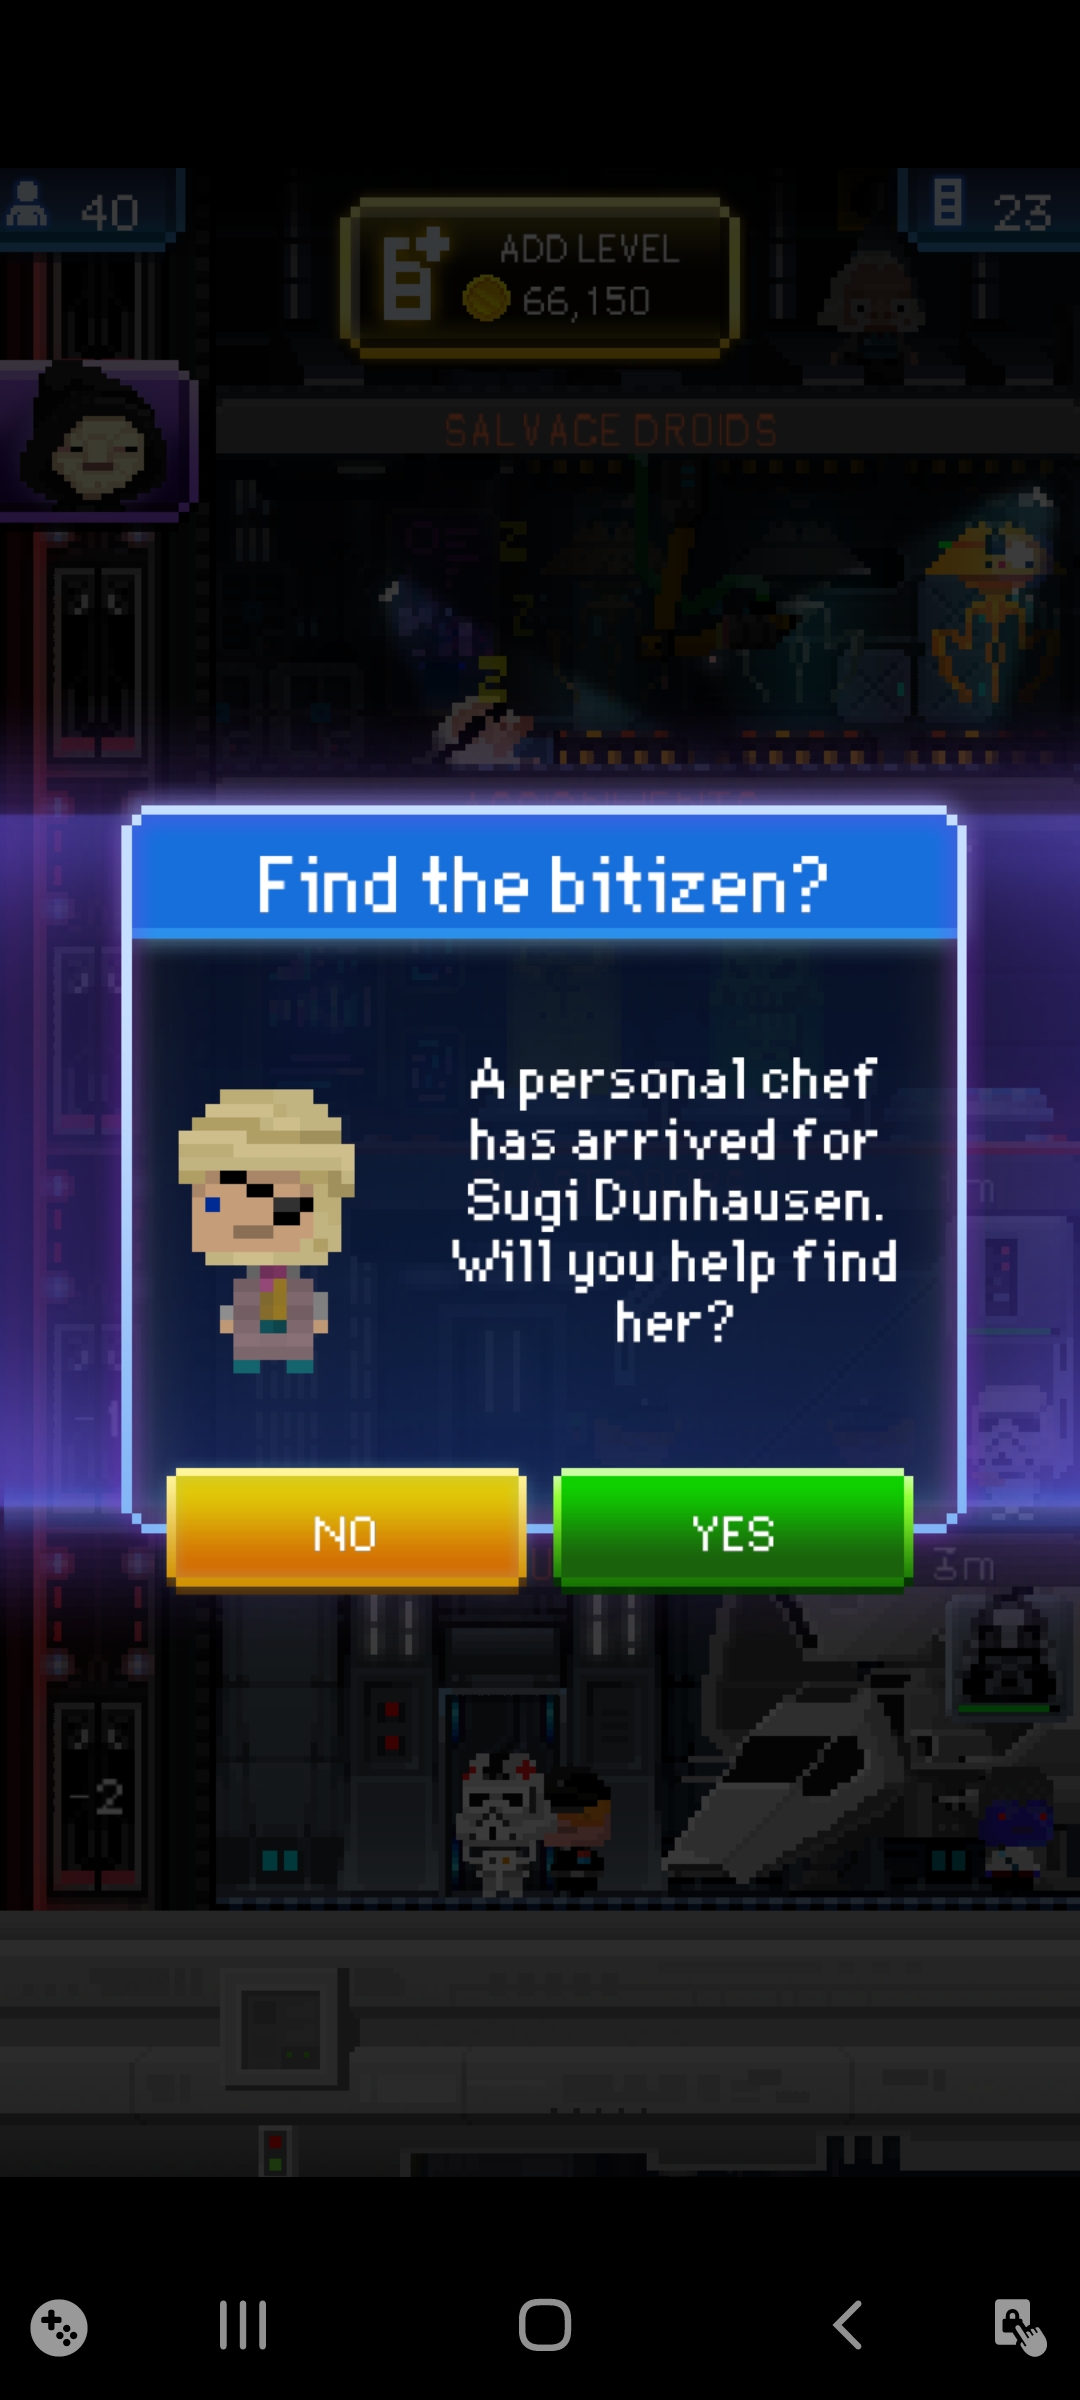 40
ADD LEVEL
66,150
23
SALVAGE DROIDS
Find the bitizen?
A personal chef
has arrived for
Sugi Dunhausen.
Will you help find
her?
NO
YES
3m
-1
-2